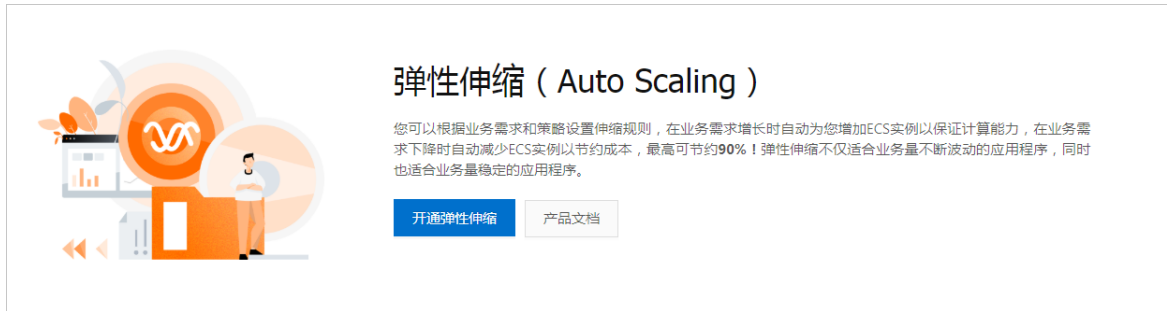 弹性伸缩（Auto Scaling）
您可以根据业务需求和策略设置伸缩规则，在业务需求增长时自动为您增加ECS实例以保证计算能力，在业务需
求下降时自动减少ECS实例以节约成本，最高可节约90%！弹性伸缩不仅适合业务量不断波动的应用程序，同时
也适合业务量稳定的应用程序。
开通弹性伸缩 产品文档